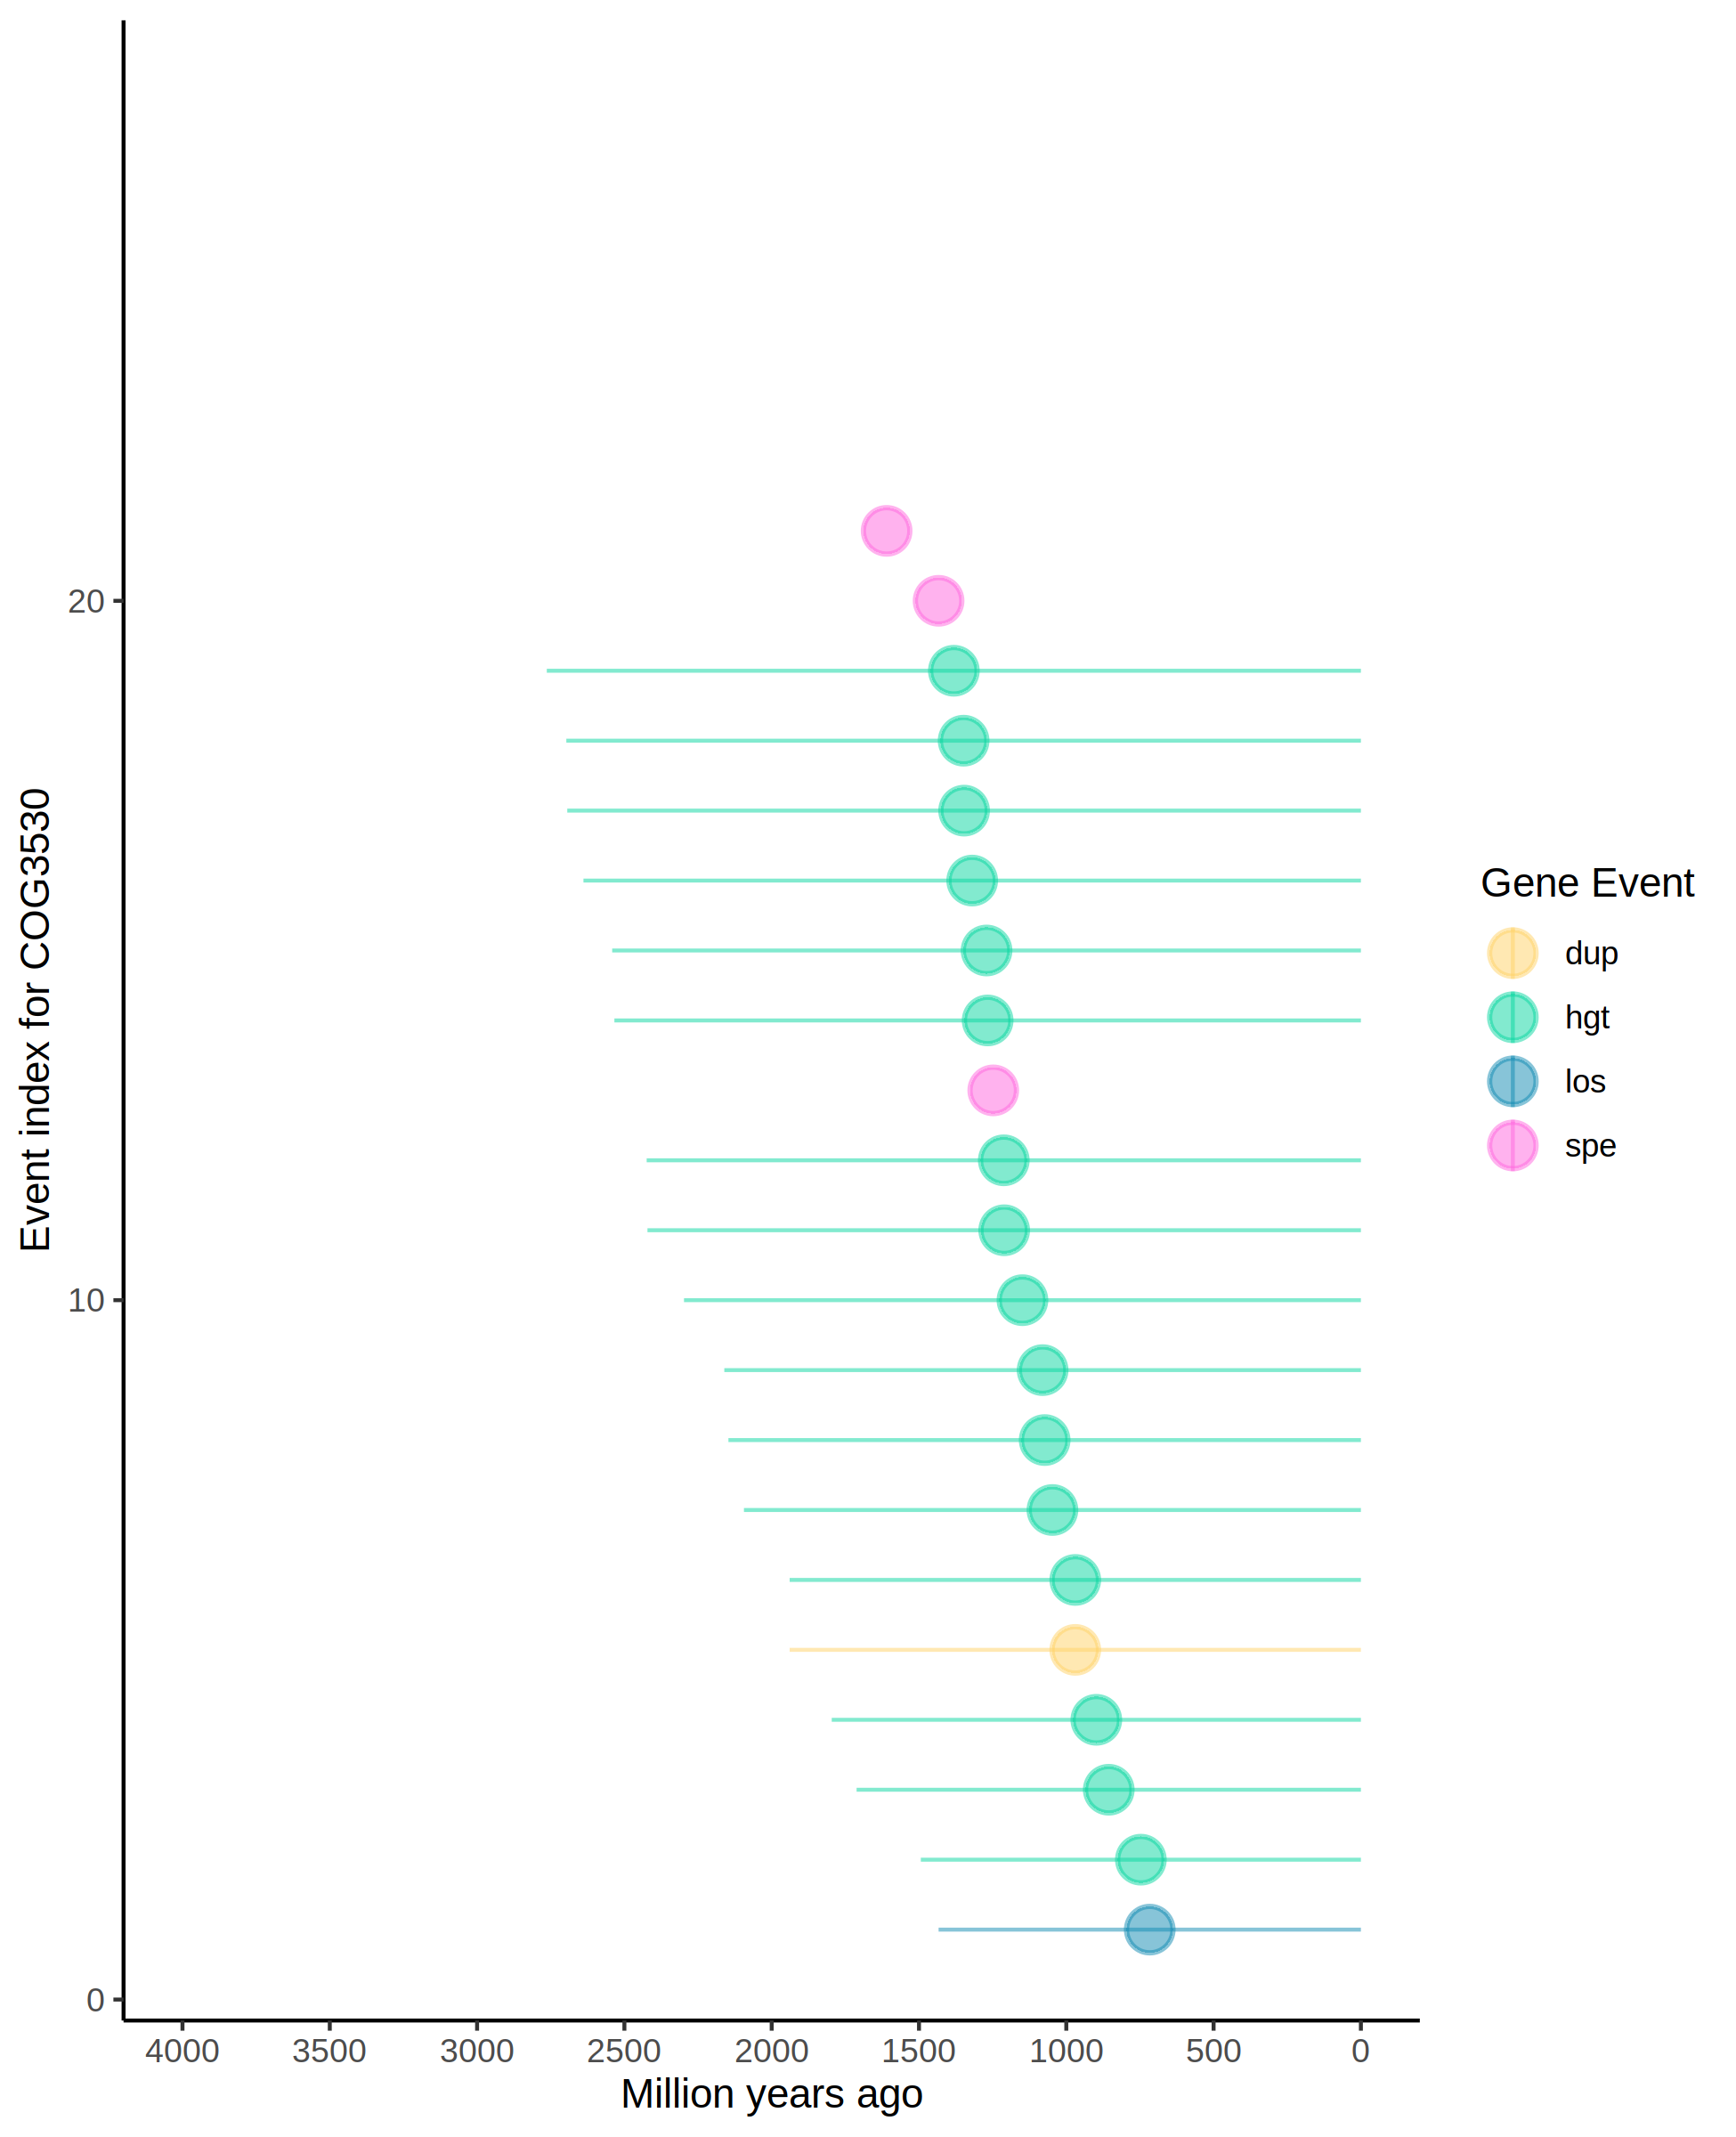 Event index for COG3530
20
10
0
4000 3500 3000 2500 2000 1500 1000 500 0
Million years ago
Gene Event
dup
hgt
los
spe